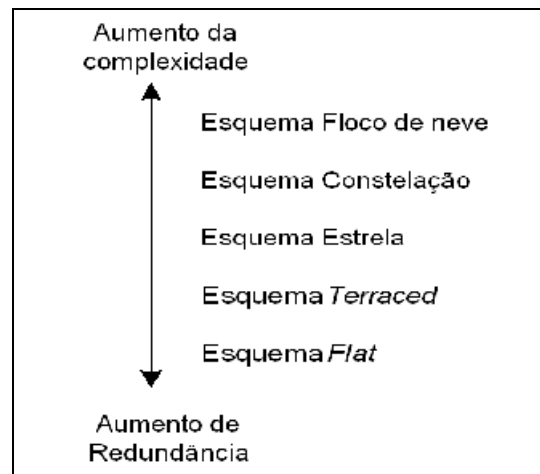 Aumento da
complexidade
Esquema Floco de neve
Esquema Constelação
Esquema Estrela
Esquema Terraced
Esquema Flat
Aumento de
Redundância